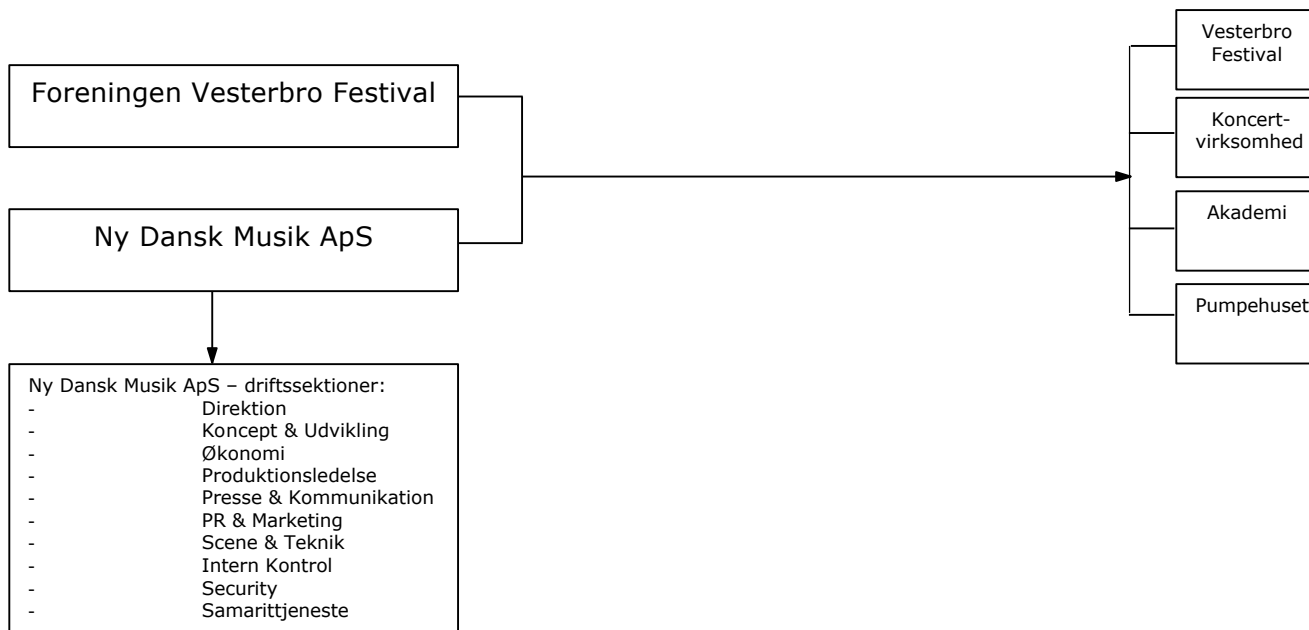 Foreningen Vesterbro Festival
Ny Dansk Musik ApS
Ny Dansk Musik ApS – driftssektioner:
- Direktion
- Koncept & Udvikling
- Økonomi
- Produktionsledelse
- Presse & Kommunikation
- PR & Marketing
- Scene & Teknik
- Intern Kontrol
- Security
- Samarittjeneste
Vesterbro
Festival
Koncert-
virksomhed
Akademi
Pumpehuset